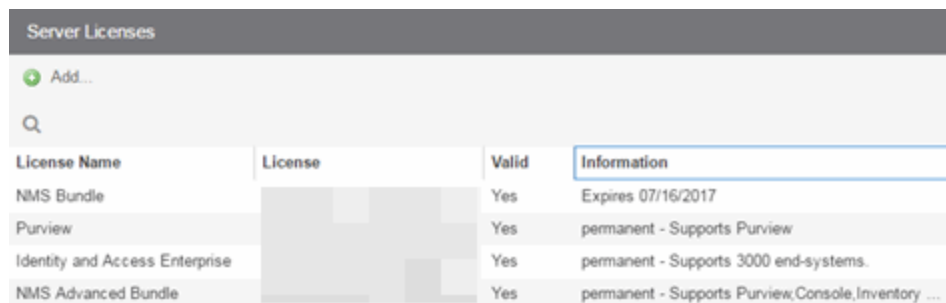 Server Licenses
Add...
License Name License Valid Information
NMS Bundle Yes Expires 07/16/2017
Purview Yes permanent - Supports Purview
Identity and Access Enterprise Yes permanent - Supports 3000 end-systems.
NMS Advanced Bundle Yes permanent - Supports Purview,Console,Inventory ...